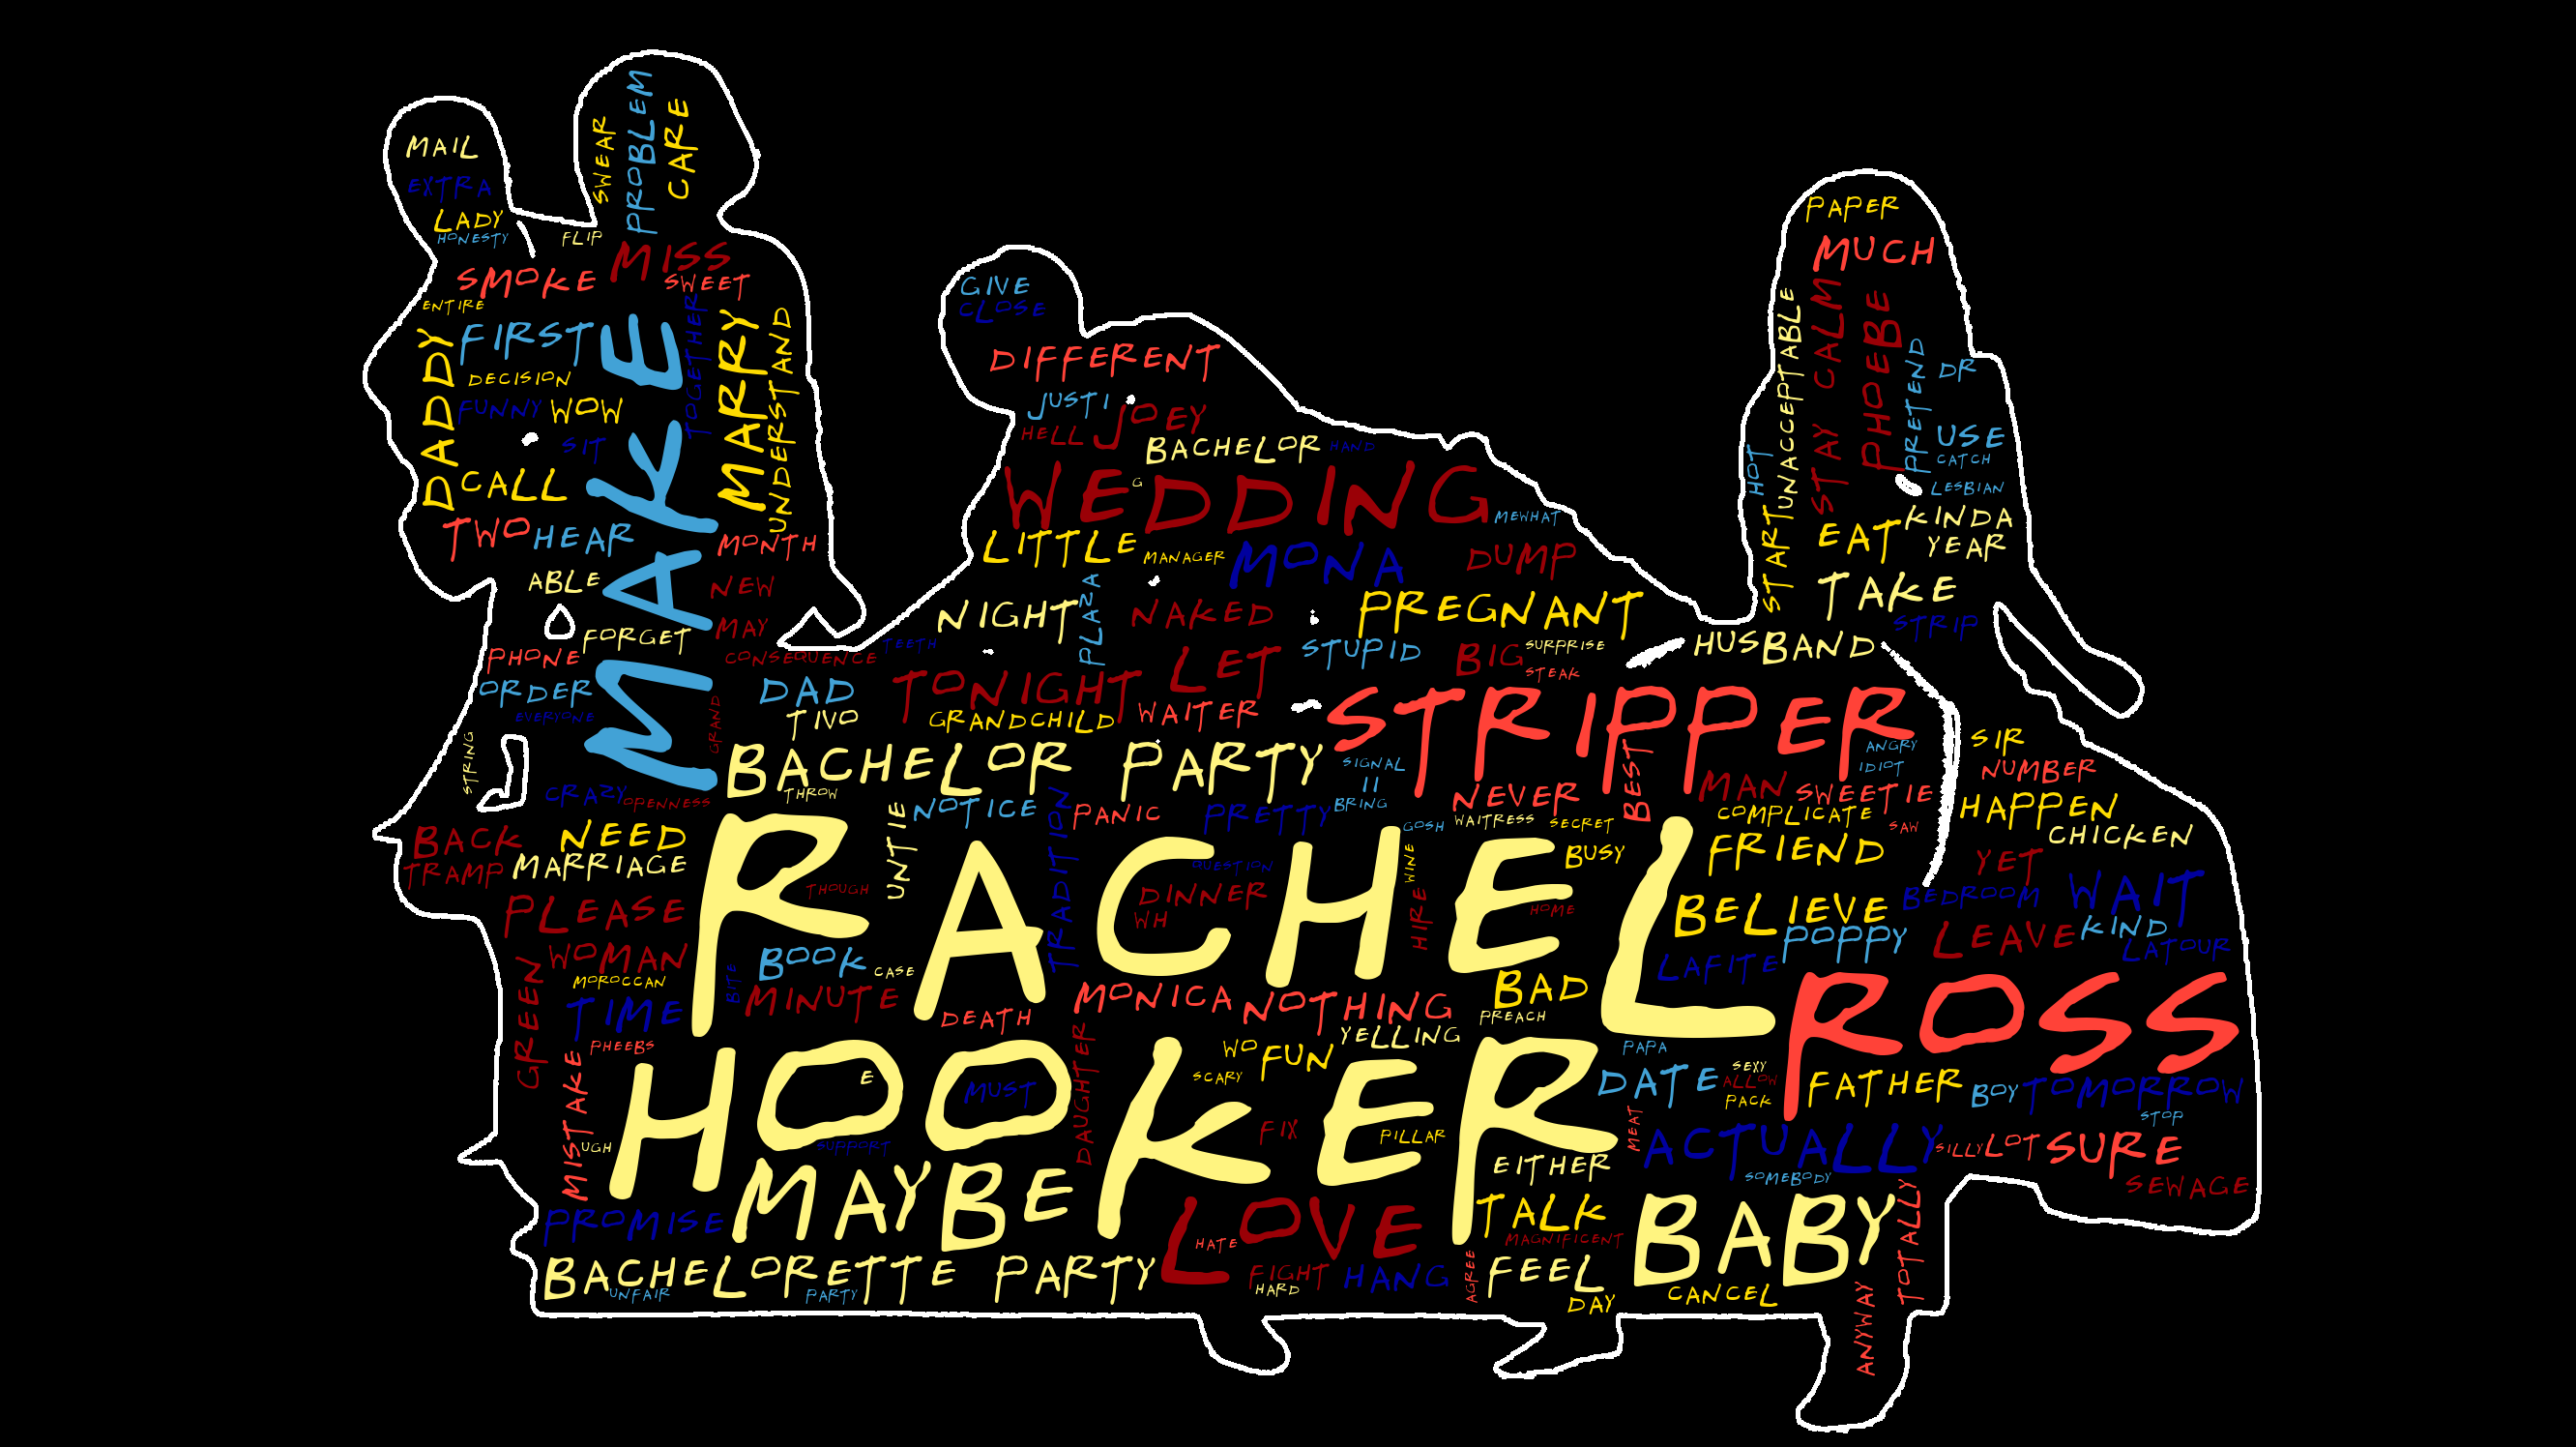 MAIL
EXTRA
LADY
HONESTY
FLIP
SWEAR
PROBLEM
CARE
MISS
SMOKE
SWEET
ENTIRE
FIRST
DADDY
DECISION
FUNNY
WOW
SIT
CALL
MAKE
TOGETHER
MARRY
UNDERSTAND
TWO
HEAR
MONTH
ABLE
NEW
FORGET
MAY
PHONE
CONSEQUENCE
TEETH
ORDER
EVERYONE
GRAND
DAD
TIVO
STRING
CRAZY
OPENNESS
THROW
GIVE
CLOSE
DIFFERENT
JUSTI
JOEY
HELL
BACHELOR
HAND
WEDDING
G
MEWHAT
LITTLE
MANAGER
MONA
DUMP
PLAZA
NIGHT
NAKED
PREGNANT
STUPID
BIG
SURPRISE
STEAK
LET
TONIGHT
GRANDCHILD
WAITER
PAPER
MUCH
STAY CALM
PHOEBE
UNACCEPTABLE
PRETEND
DR
USE
CATCH
LESBIAN
HOT
START
EAT
KINDA
YEAR
TAKE
STRIP
HUSBAND
STRIPPER
BACHELOR PARTY
SIGNAL
II
BRING
BEST
ANGRY
IDIOT
SIR
NUMBER
MAN
SWEETIE
HAPPEN
CHICKEN
NEVER
COMPLICATE
SAW
NOTICE
TRADITION
PANIC
PRETTY
GOSH
WAITRESS
SECRET
UNTIE
BACK
NEED
TRAMP
MARRIAGE
RACHEL
THOUGH
QUESTION
DINNER
WH
WINE
HIRE
BUSY
HOME
FRIEND
YET
BEDROOM
WAIT
BELIEVE
POPPY
LEAVE
KIND
LATOUR
LAFITE
PLEASE
WOMAN
MOROCCAN
GREEN
TIME
BITE
BOOK
CASE
MINUTE
DEATH
MONICA
NOTHING
BAD
PREACH
YELLING
ROSS
PHEEBS
MISTAKE
HOOKER
E
MUST
SUPPORT
DAUGHTER
WO
FUN
SCARY
FIX
PILLAR
PAPA
DATE
SEXY
ALLOW
PACK
FATHER
BOY
TOMORROW
STOP
MEAT
ACTUALLY
SILLY
LOT
SURE
SOMEBODY
SEWAGE
UGH
EITHER
MAYBE
PROMISE
LOVE
HATE
TALK
MAGNIFICENT
BABY
TOTALLY
BACHELORETTE PARTY
UNFAIR
PARTY
FIGHT
HARD
HANG
AGREE
FEEL
CANCEL
DAY
ANYWAY